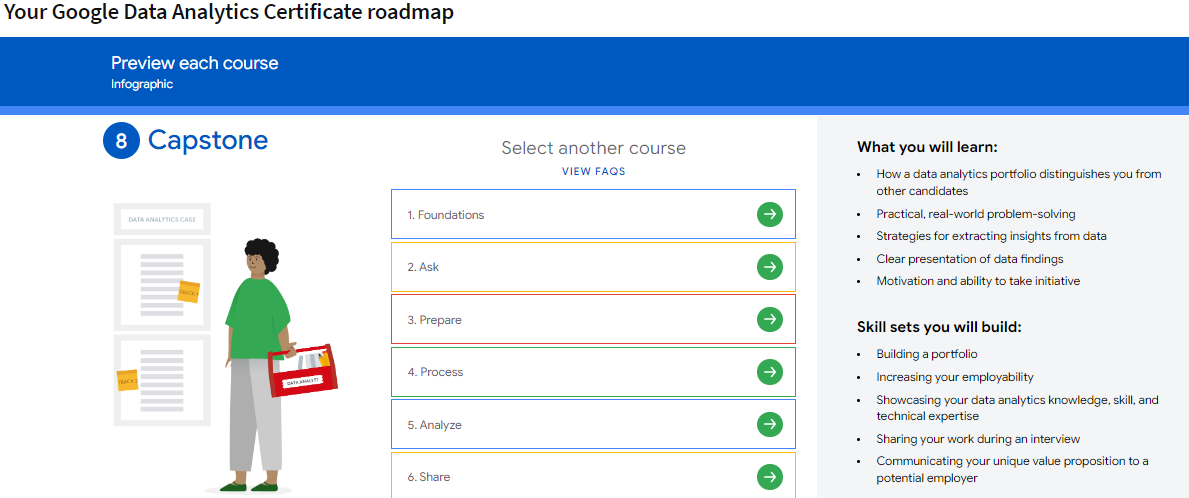 Your Google Data Analytics Certificate roadmap
Preview each course
Infographic
8 Capstone
DATA ANALYTICS CASE
TRACK 1
TRACK 2
DATA ANALYST
Select another course
VIEW FAQS
1. Foundations
2. Ask
3. Prepare
4. Process
5. Analyze
6. Share
What you will learn:
• How a data analytics portfolio distinguishes you from
other candidates
• Practical, real-world problem-solving
• Strategies for extracting insights from data
• Clear presentation of data findings
• Motivation and ability to take initiative
Skill sets you will build:
• Building a portfolio
• Increasing your employability
• Showcasing your data analytics knowledge, skill, and
technical expertise
• Sharing your work during an interview
• Communicating your unique value proposition to a
potential employer